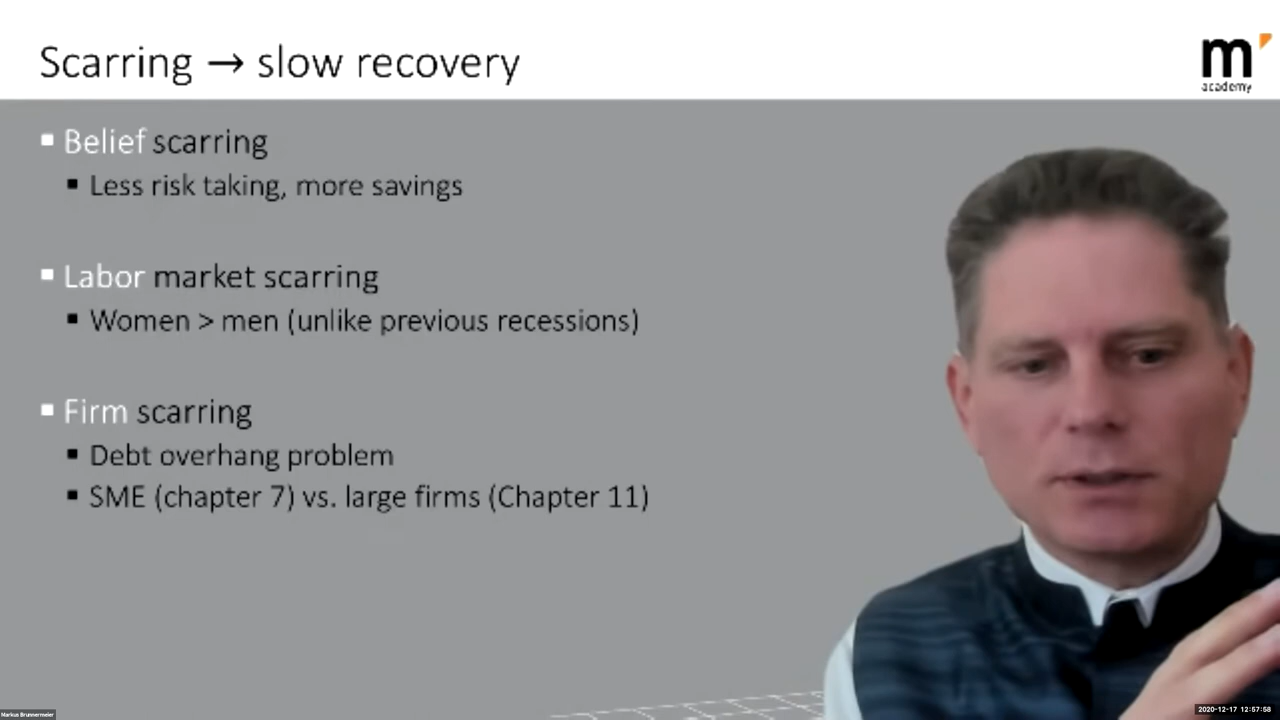 Scarring → slow recovery
m'
academy
Belief scarring
Less risk taking, more savings
Labor market scarring
Women > men (unlike previous recessions)
Firm scarring
Debt overhang problem
SME (chapter 7) vs. large firms (Chapter 11)
Markus Brunnermeier
2020-12-17 12:57:58